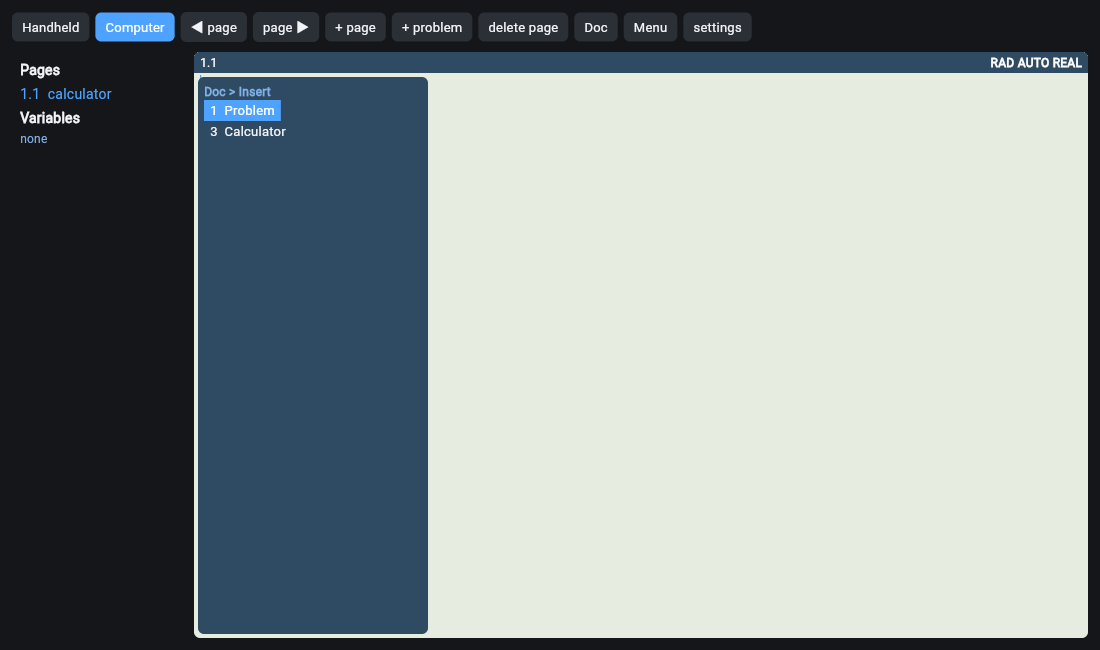 Handheld Computer ◀ page page ▶ + page + problem delete page Doc Menu settings
Pages
1.1 calculator
Variables
none
1.1 RAD AUTO REAL
Doc > Insert
1 Problem
3 Calculator